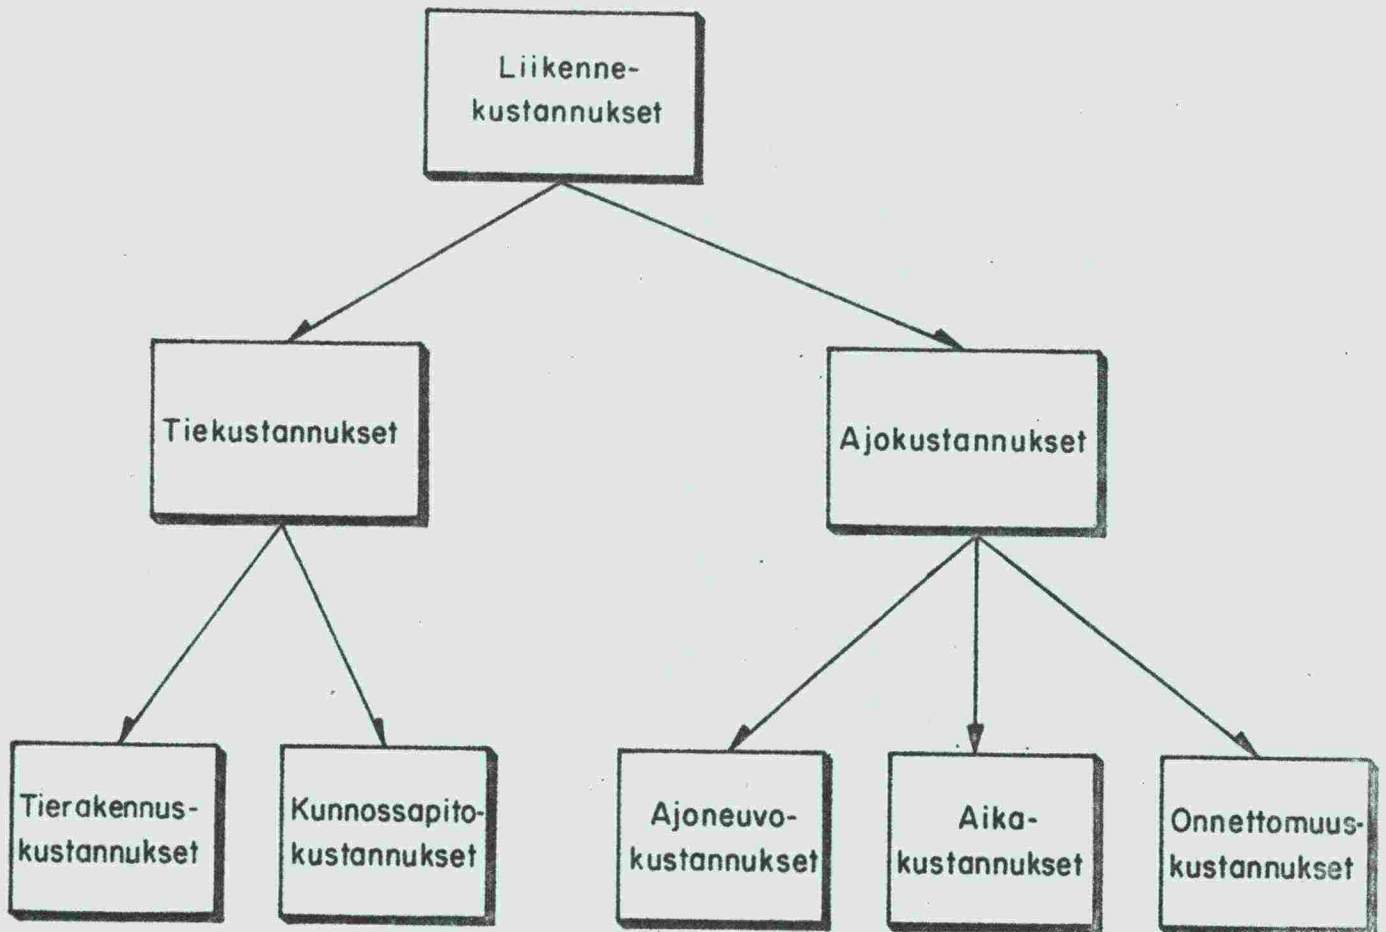 Liikenne-
kustannukset
Tiekustannukset
Ajokustannukset
Tierakennus-
kustannukset
Kunnossapito-
kustannukset
Ajoneuvo-
kustannukset
Aika-
kustannukset
Onnettomuus-
kustannukset